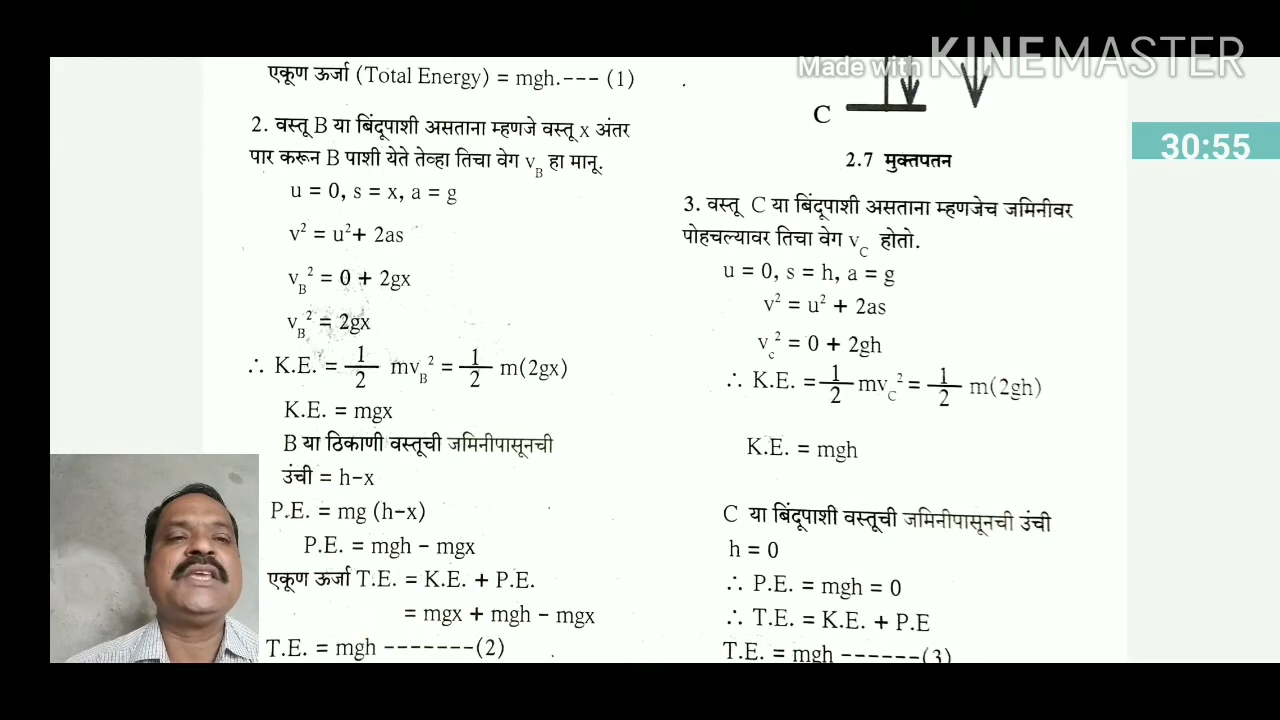 Made with KINEMASTER
30:55
एकूण ऊर्जा (Total Energy) = mgh.--- (1)
2. वस्तू B या बिंदूपाशी असताना म्हणजे वस्तू x अंतर
पार करून B पाशी येते तेव्हा तिचा वेग v_B हा मानू.
u = 0, s = x, a = g
v² = u²+ 2as
v_B² = 0 + 2gx
v_B² = 2gx
∴ K.E. = 1/2 mv_B² = 1/2 m(2gx)
K.E. = mgx
B या ठिकाणी वस्तूची जमिनीपासूनची
उंची = h-x
P.E. = mg (h-x)
P.E. = mgh - mgx
एकूण ऊर्जा T.E. = K.E. + P.E.
= mgx + mgh - mgx
T.E. = mgh -------(2)
C
2.7 मुक्तपतन
3. वस्तू C या बिंदूपाशी असताना म्हणजेच जमिनीवर
पोहचल्यावर तिचा वेग v_C होतो.
u = 0, s = h, a = g
v² = u² + 2as
v_c² = 0 + 2gh
∴ K.E. = 1/2 mv_C² = 1/2 m(2gh)
K.E. = mgh
C या बिंदूपाशी वस्तूची जमिनीपासूनची उंची
h = 0
∴ P.E. = mgh = 0
∴ T.E. = K.E. + P.E
T.E. = mgh ------(3)